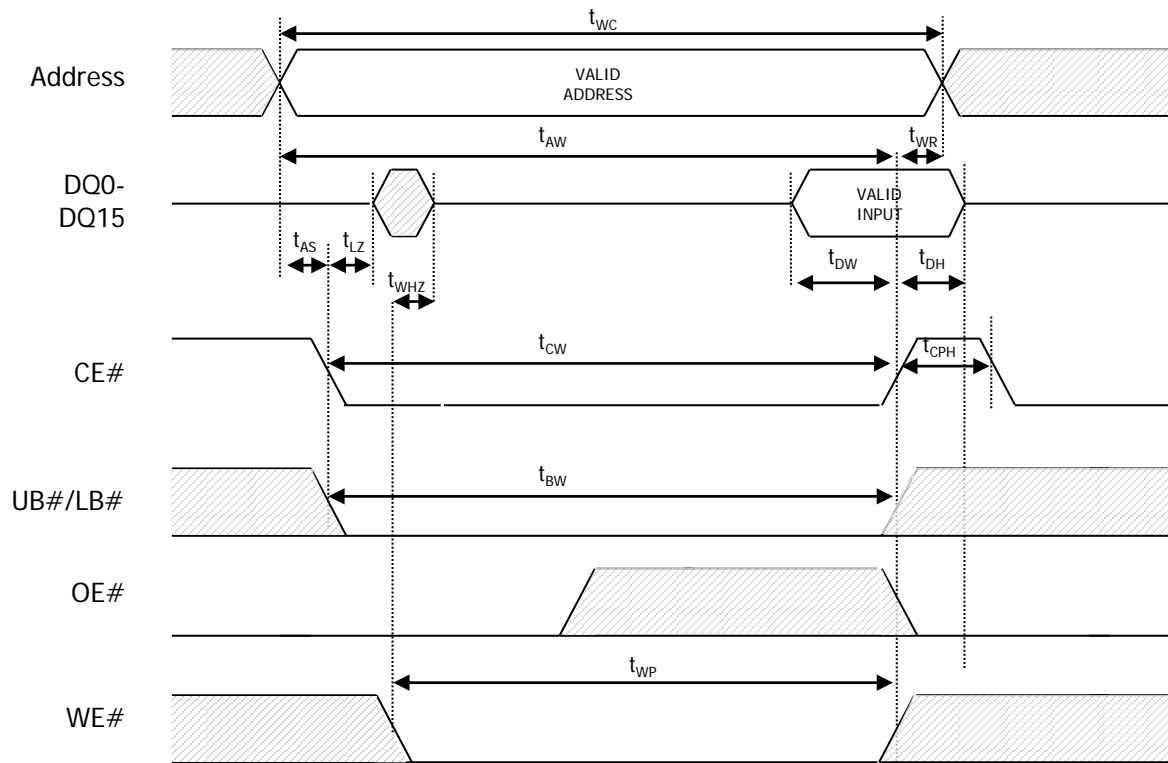 tWC
Address
VALID
ADDRESS
tAW
tWR
DQ0-
DQ15
VALID
INPUT
tAS
tLZ
tWHZ
tDW
tDH
CE#
tCW
tCPH
UB#/LB#
tBW
OE#
tWP
WE#